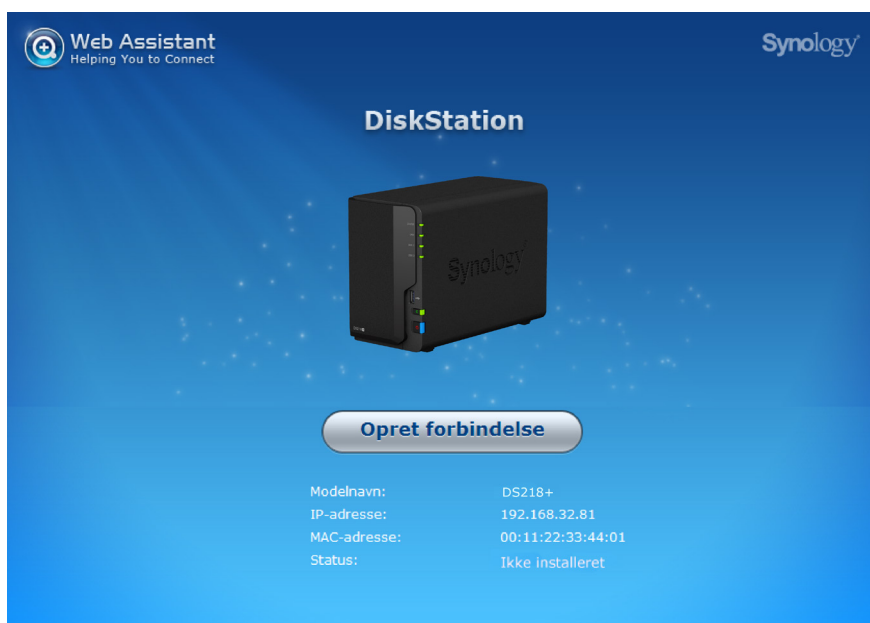 Web Assistant
Helping You to Connect
Synology
DiskStation
Synology
Opret forbindelse
Modelnavn: DS218+
IP-adresse: 192.168.32.81
MAC-adresse: 00:11:22:33:44:01
Status: Ikke installeret